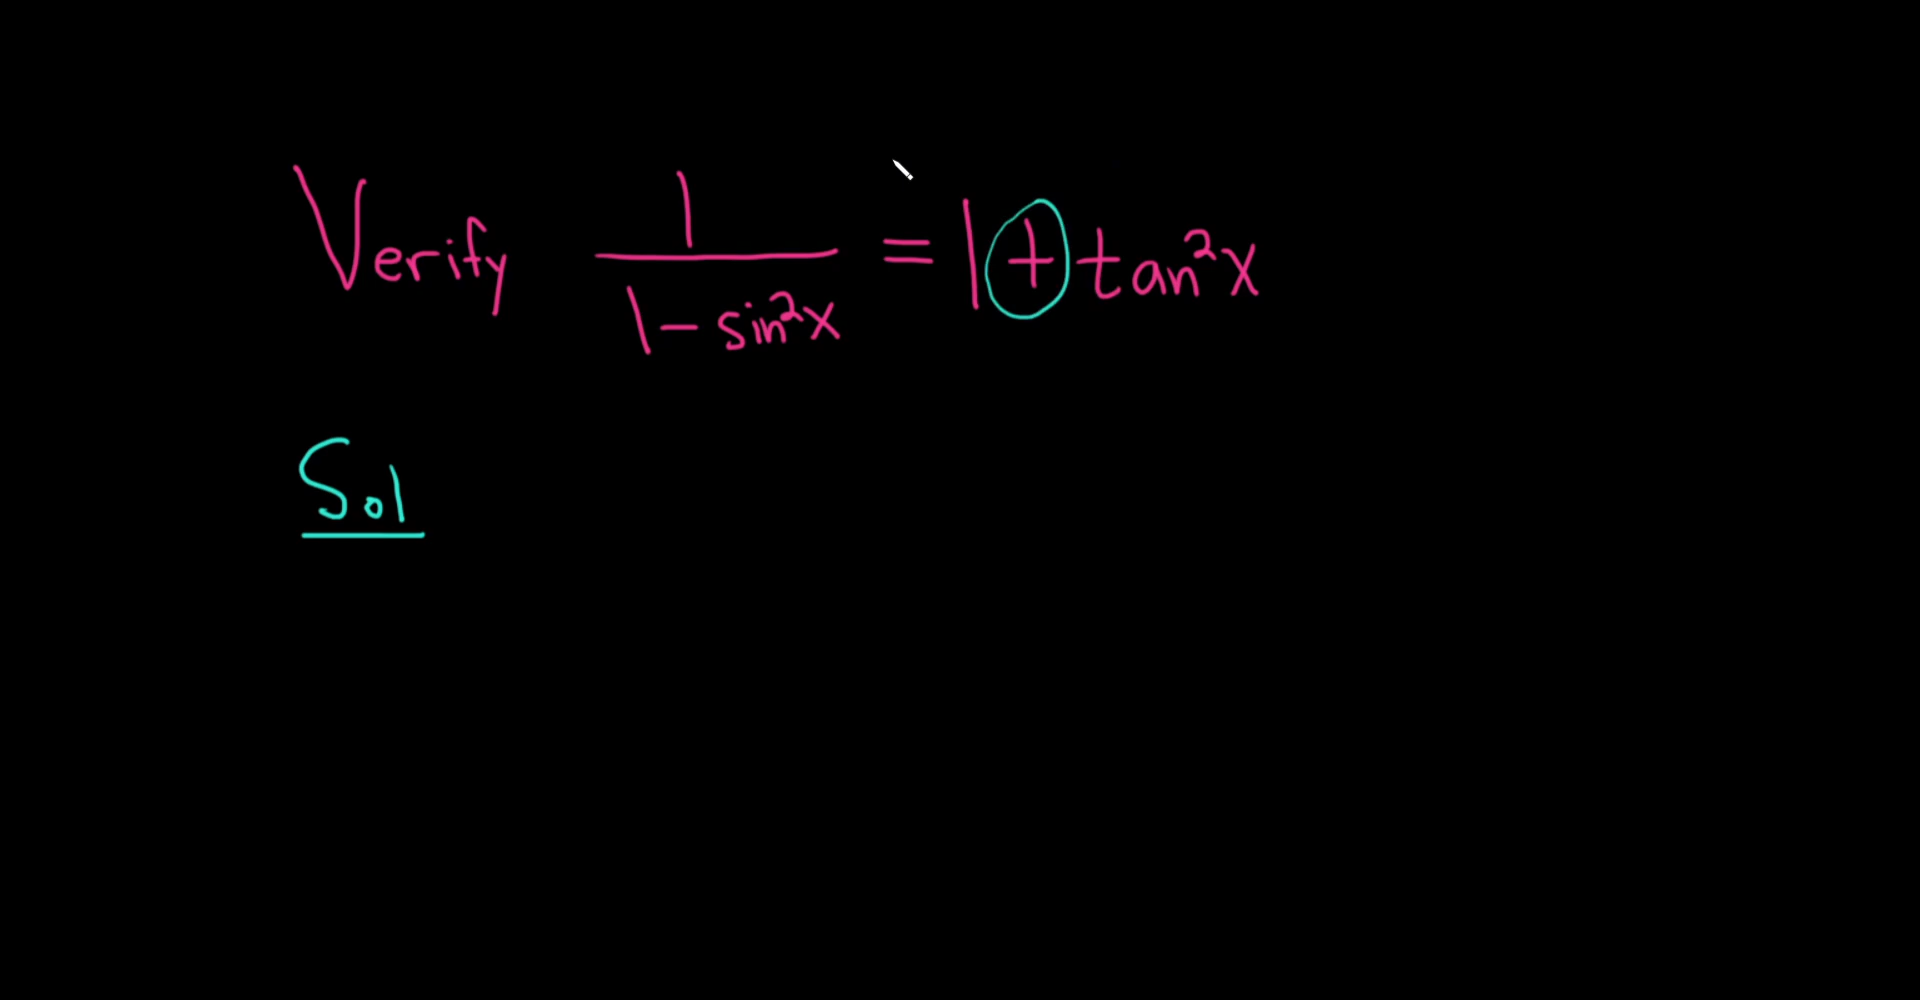 Verify 1/(1 - sin²x) = 1 + tan²x
Sol